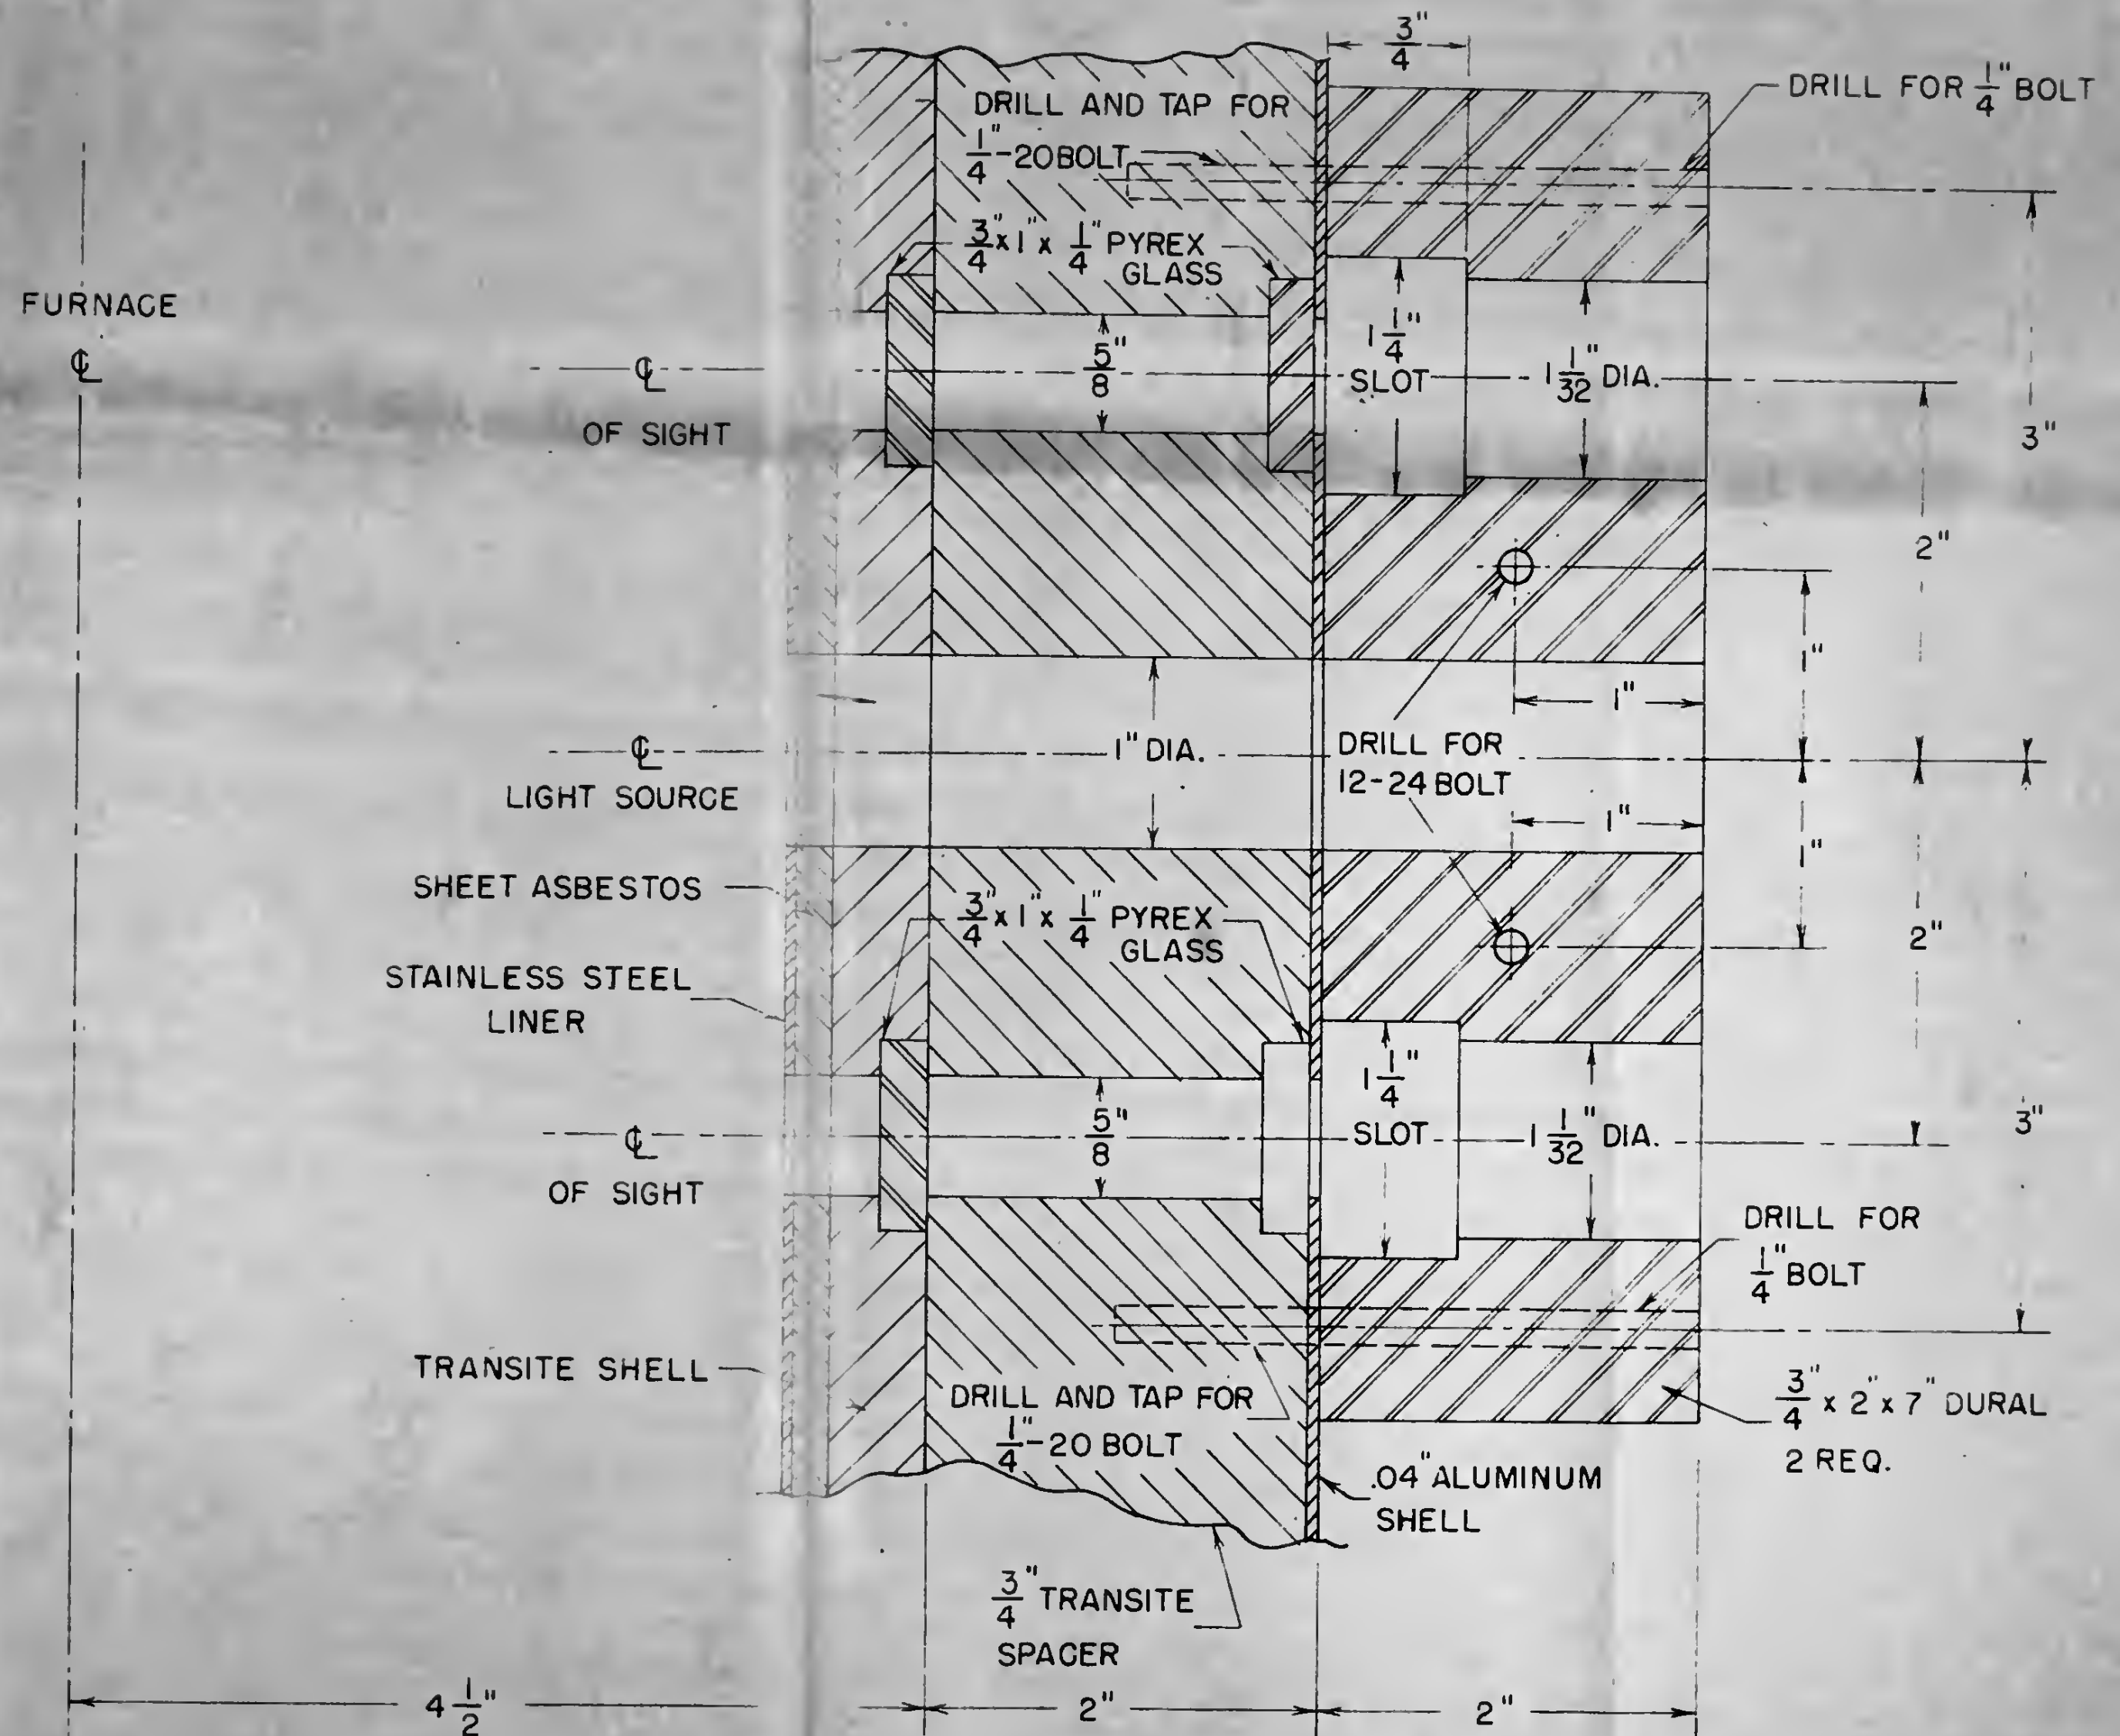 3/4"
DRILL FOR 1/4" BOLT
DRILL AND TAP FOR
1/4"-20 BOLT
3/4" x 1" x 1/4" PYREX
GLASS
FURNACE
℄
℄
OF SIGHT
5/8"
1 1/4"
SLOT
1 1/32" DIA.
3"
2"
1"
1"
℄
LIGHT SOURCE
1" DIA.
DRILL FOR
12-24 BOLT
1"
1"
2"
3"
SHEET ASBESTOS
3/4" x 1" x 1/4" PYREX
GLASS
STAINLESS STEEL
LINER
℄
OF SIGHT
5/8"
1 1/4"
SLOT
1 1/32" DIA.
DRILL FOR
1/4" BOLT
TRANSITE SHELL
DRILL AND TAP FOR
1/4"-20 BOLT
3/4" x 2" x 7" DURAL
2 REQ.
.04" ALUMINUM
SHELL
3/4" TRANSITE
SPACER
4 1/2"
2"
2"